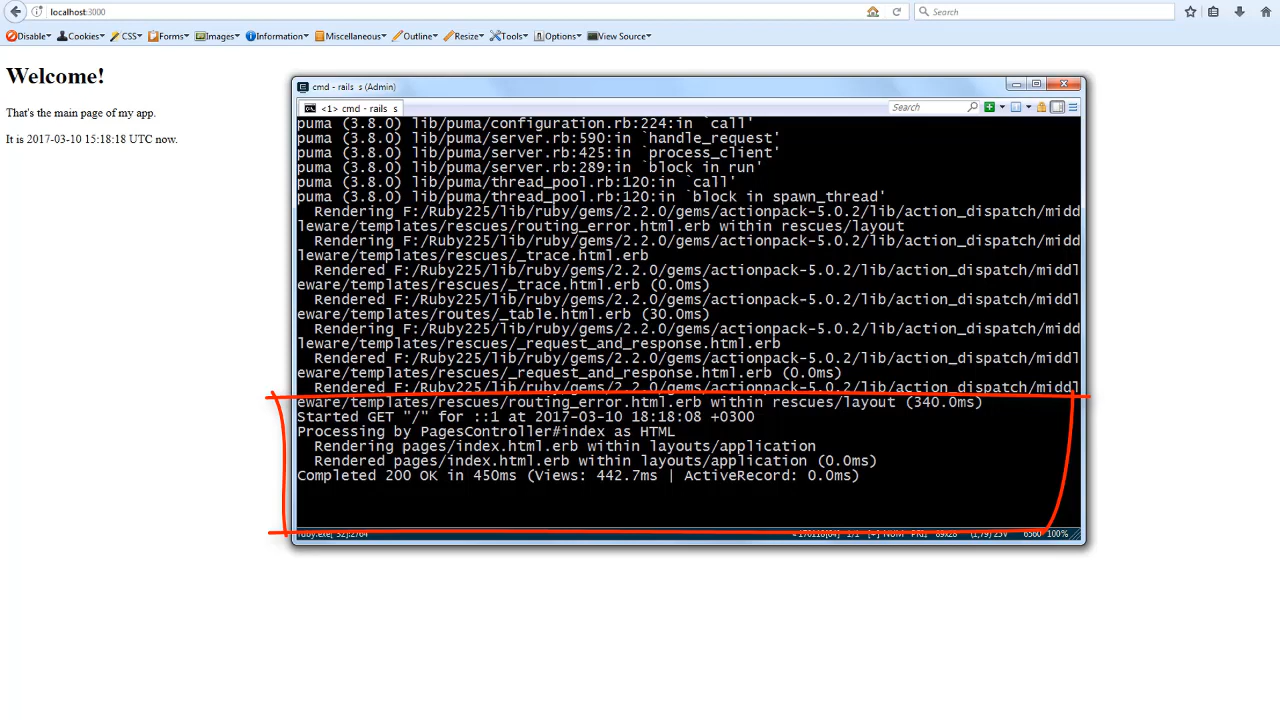 localhost:3000
Search
Disable Cookies CSS Forms Images Information Miscellaneous Outline Resize Tools Options View Source
Welcome!
That's the main page of my app.
It is 2017-03-10 15:18:18 UTC now.
cmd - rails s (Admin)
<1> cmd - rails s
Search
puma (3.8.0) lib/puma/configuration.rb:224:in `call'
puma (3.8.0) lib/puma/server.rb:590:in `handle_request'
puma (3.8.0) lib/puma/server.rb:425:in `process_client'
puma (3.8.0) lib/puma/server.rb:289:in `block in run'
puma (3.8.0) lib/puma/thread_pool.rb:120:in `call'
puma (3.8.0) lib/puma/thread_pool.rb:120:in `block in spawn_thread'
Rendering F:/Ruby225/lib/ruby/gems/2.2.0/gems/actionpack-5.0.2/lib/action_dispatch/midd
leware/templates/rescues/routing_error.html.erb within rescues/layout
Rendering F:/Ruby225/lib/ruby/gems/2.2.0/gems/actionpack-5.0.2/lib/action_dispatch/midd
leware/templates/rescues/_trace.html.erb
Rendered F:/Ruby225/lib/ruby/gems/2.2.0/gems/actionpack-5.0.2/lib/action_dispatch/middl
eware/templates/rescues/_trace.html.erb (0.0ms)
Rendered F:/Ruby225/lib/ruby/gems/2.2.0/gems/actionpack-5.0.2/lib/action_dispatch/middl
eware/templates/routes/_table.html.erb (30.0ms)
Rendering F:/Ruby225/lib/ruby/gems/2.2.0/gems/actionpack-5.0.2/lib/action_dispatch/midd
leware/templates/rescues/_request_and_response.html.erb
Rendered F:/Ruby225/lib/ruby/gems/2.2.0/gems/actionpack-5.0.2/lib/action_dispatch/middl
eware/templates/rescues/_request_and_response.html.erb (0.0ms)
Rendered F:/Ruby225/lib/ruby/gems/2.2.0/gems/actionpack-5.0.2/lib/action_dispatch/middl
eware/templates/rescues/routing_error.html.erb within rescues/layout (340.0ms)
Started GET "/" for ::1 at 2017-03-10 18:18:08 +0300
Processing by PagesController#index as HTML
Rendering pages/index.html.erb within layouts/application
Rendered pages/index.html.erb within layouts/application (0.0ms)
Completed 200 OK in 450ms (Views: 442.7ms | ActiveRecord: 0.0ms)
1/1 [+] NUM 89x28 6560 100%